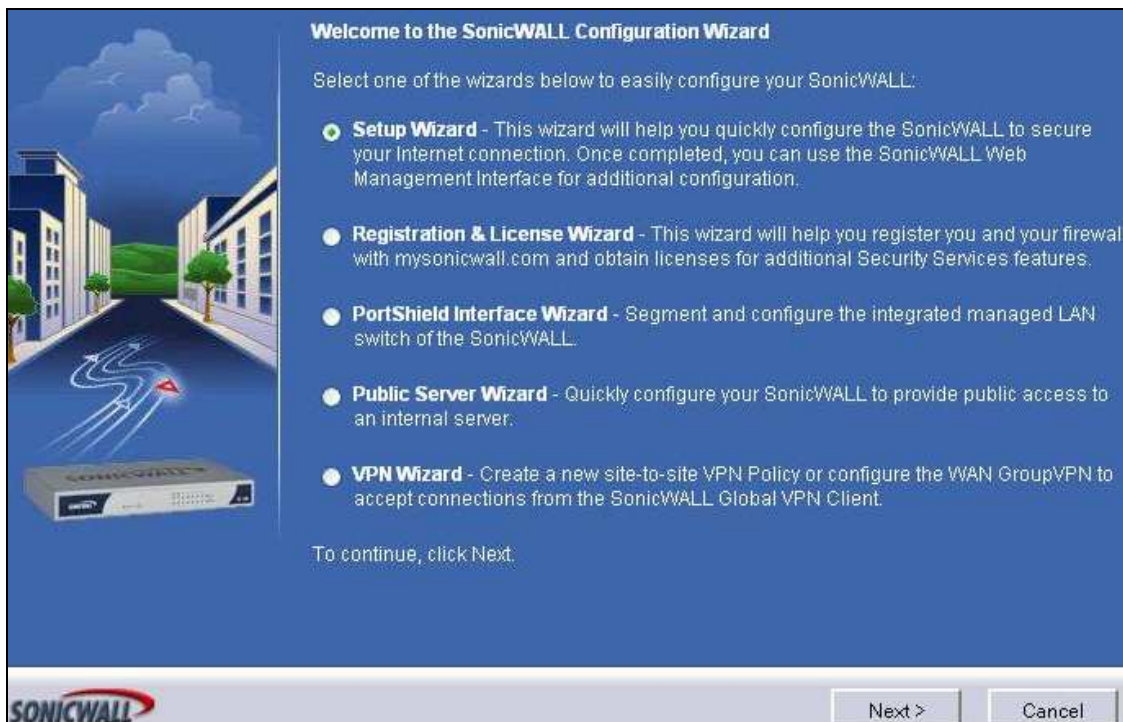 Welcome to the SonicWALL Configuration Wizard
Select one of the wizards below to easily configure your SonicWALL:
Setup Wizard - This wizard will help you quickly configure the SonicWALL to secure
your Internet connection. Once completed, you can use the SonicWALL Web
Management Interface for additional configuration.
Registration & License Wizard - This wizard will help you register you and your firewal
with mysonicwall.com and obtain licenses for additional Security Services features.
PortShield Interface Wizard - Segment and configure the integrated managed LAN
switch of the SonicWALL.
Public Server Wizard - Quickly configure your SonicWALL to provide public access to
an internal server.
VPN Wizard - Create a new site-to-site VPN Policy or configure the WAN GroupVPN to
accept connections from the SonicWALL Global VPN Client.
To continue, click Next.
SONICWALL
SONICWALL
Next >
Cancel